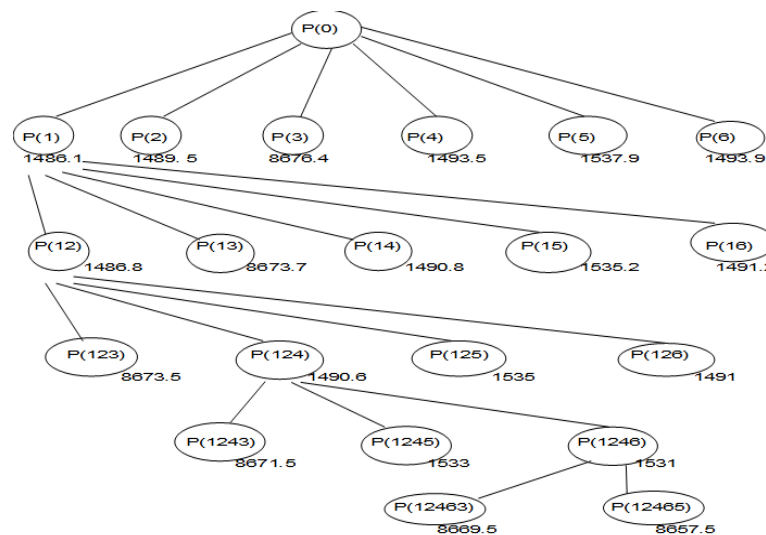 P(0)
P(1) P(2) P(3) P(4) P(5) P(6)
1486.1 1489. 5 8676.4 1493.5 1537.9 1493.9
P(12) P(13) P(14) P(15) P(16)
1486.8 8673.7 1490.8 1535.2
P(123) P(124) P(125) P(126)
8673.5 1490.6 1535 1491
P(1243) P(1245) P(1246)
8671.5 1533 1531
P(12463) P(12465)
8669.5 8657.5